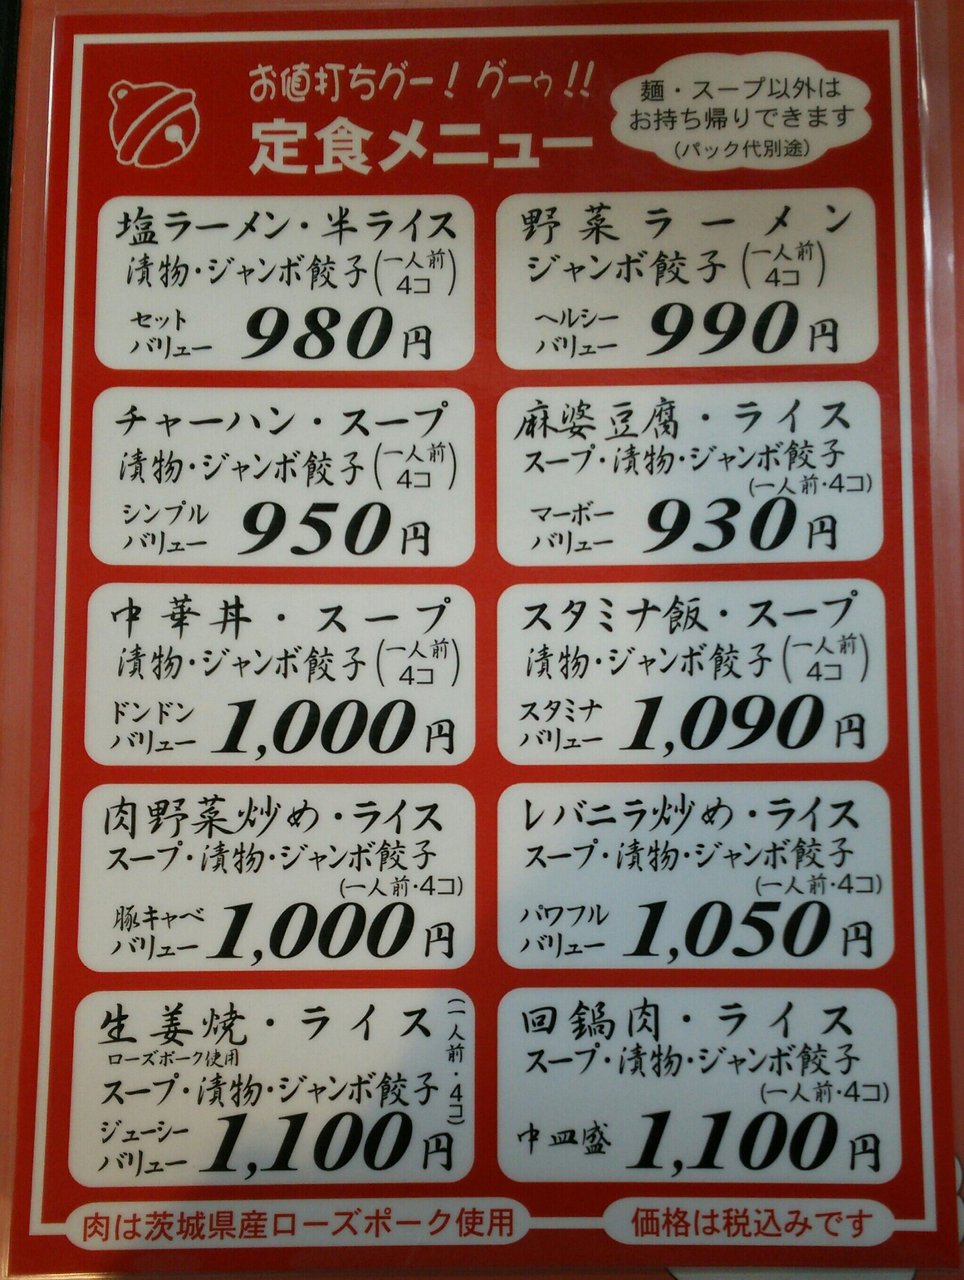 お値打ちグー！グーゥ!!
定食メニュー
麺・スープ以外は
お持ち帰りできます
(パック代別途)
塩ラーメン・半ライス
漬物・ジャンボ餃子(一人前4コ)
セットバリュー 980円
野菜ラーメン
ジャンボ餃子(一人前4コ)
ヘルシーバリュー 990円
チャーハン・スープ
漬物・ジャンボ餃子(一人前4コ)
シンプルバリュー 950円
麻婆豆腐・ライス
スープ・漬物・ジャンボ餃子
(一人前・4コ)
マーボーバリュー 930円
中華丼・スープ
漬物・ジャンボ餃子(一人前4コ)
ドンドンバリュー 1,000円
スタミナ飯・スープ
漬物・ジャンボ餃子(一人前4コ)
スタミナバリュー 1,090円
肉野菜炒め・ライス
スープ・漬物・ジャンボ餃子
(一人前・4コ)
豚キャベバリュー 1,000円
レバニラ炒め・ライス
スープ・漬物・ジャンボ餃子
(一人前・4コ)
パワフルバリュー 1,050円
生姜焼・ライス
ローズポーク使用
スープ・漬物・ジャンボ餃子
(一人前・4コ)
ジューシーバリュー 1,100円
回鍋肉・ライス
スープ・漬物・ジャンボ餃子
(一人前・4コ)
中皿盛 1,100円
肉は茨城県産ローズポーク使用
価格は税込みです